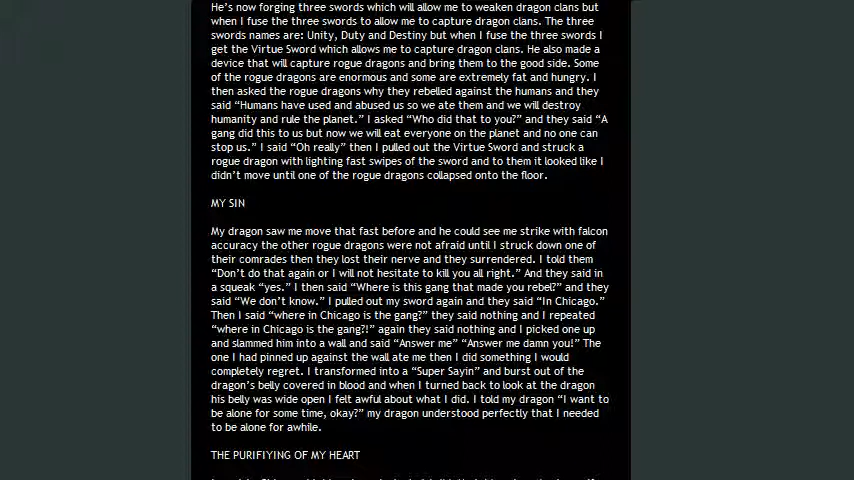 He's now forging three swords which will allow me to weaken dragon clans but
when I fuse the three swords to allow me to capture dragon clans. The three
swords names are: Unity, Duty and Destiny but when I fuse the three swords I
get the Virtue Sword which allows me to capture dragon clans. He also made a
device that will capture rogue dragons and bring them to the good side. Some
of the rogue dragons are enormous and some are extremely fat and hungry. I
then asked the rogue dragons why they rebelled against the humans and they
said “Humans have used and abused us so we ate them and we will destroy
humanity and rule the planet.” I asked “Who did that to you?” and they said “A
gang did this to us but now we will eat everyone on the planet and no one can
stop us.” I said “Oh really” then I pulled out the Virtue Sword and struck a
rogue dragon with lighting fast swipes of the sword and to them it looked like I
didn’t move until one of the rogue dragons collapsed onto the floor.
MY SIN
My dragon saw me move that fast before and he could see me strike with falcon
accuracy the other rogue dragons were not afraid until I struck down one of
their comrades then they lost their nerve and they surrendered. I told them
“Don’t do that again or I will not hesitate to kill you all right.” And they said in
a squeak “yes.” I then said “Where is this gang that made you rebel?” and they
said “We don’t know.” I pulled out my sword again and they said “In Chicago.”
Then I said “where in Chicago is the gang?” they said nothing and I repeated
“where in Chicago is the gang?!” again they said nothing and I picked one up
and slammed him into a wall and said “Answer me” “Answer me damn you!” The
one I had pinned up against the wall ate me then I did something I would
completely regret. I transformed into a “Super Sayin” and burst out of the
dragon’s belly covered in blood and when I turned back to look at the dragon
his belly was wide open I felt awful about what I did. I told my dragon “I want to
be alone for some time, okay?” my dragon understood perfectly that I needed
to be alone for awhile.
THE PURIFIYING OF MY HEART